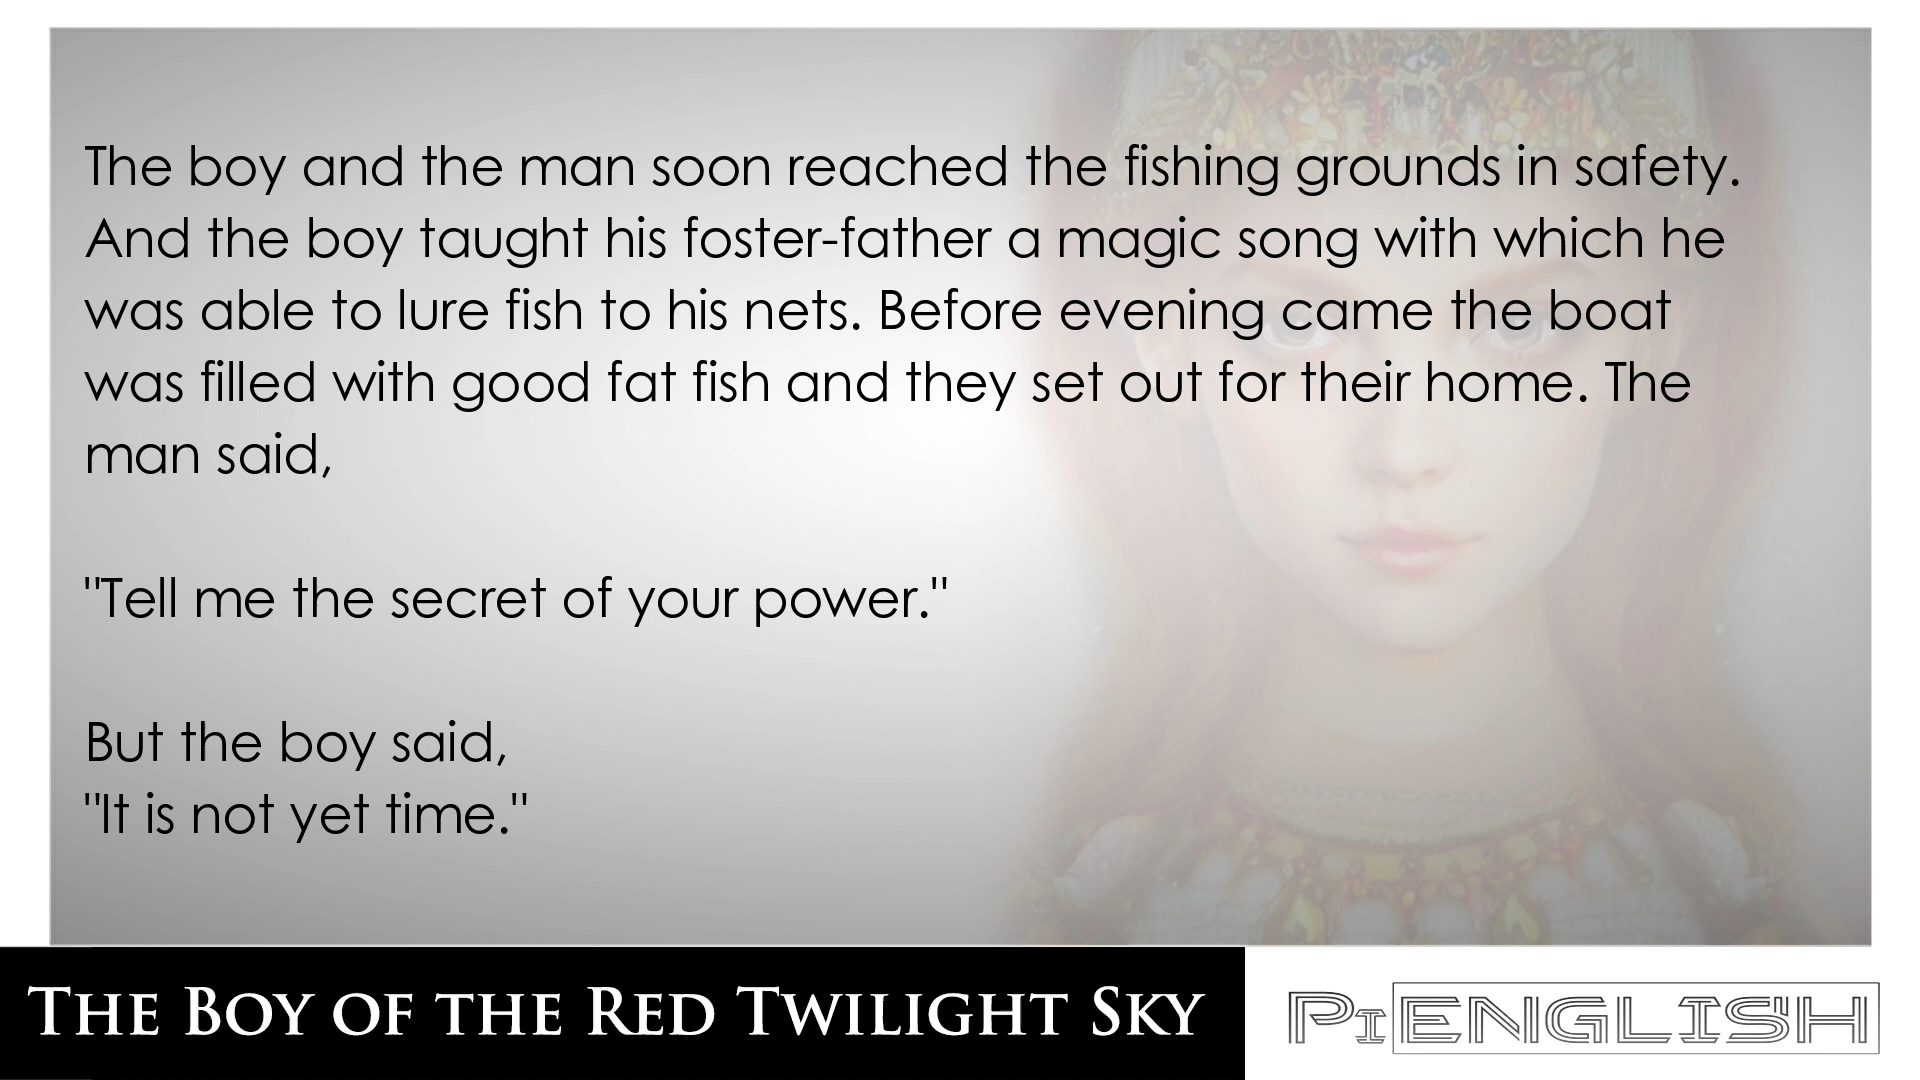 The boy and the man soon reached the fishing grounds in safety.
And the boy taught his foster-father a magic song with which he
was able to lure fish to his nets. Before evening came the boat
was filled with good fat fish and they set out for their home. The
man said,
"Tell me the secret of your power."
But the boy said,
"It is not yet time."
THE BOY OF THE RED TWILIGHT SKY
PIENGLISH